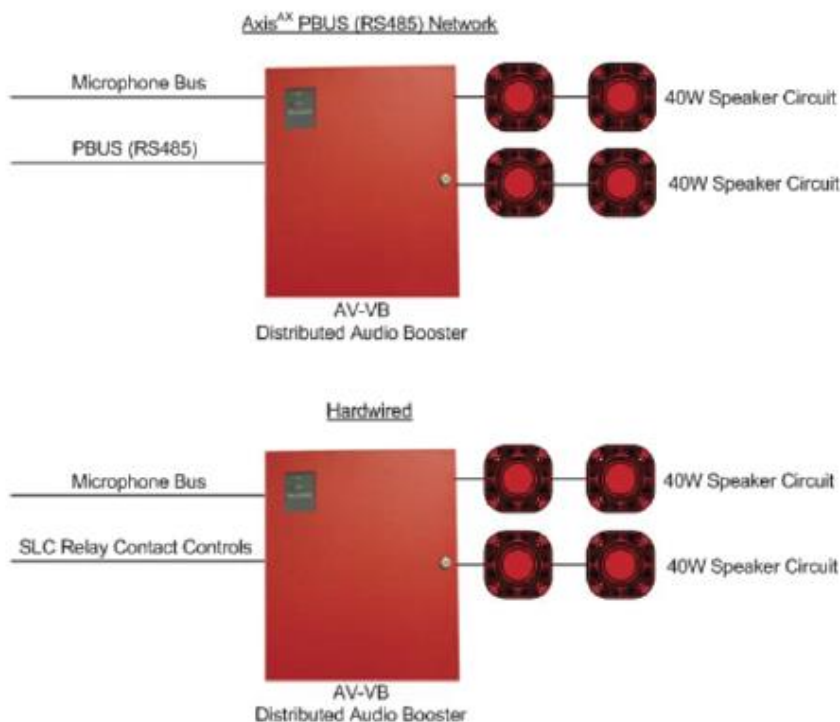 Axis^AX PBUS (RS485) Network
Microphone Bus
40W Speaker Circuit
PBUS (RS485)
40W Speaker Circuit
AV-VB
Distributed Audio Booster
Hardwired
Microphone Bus
40W Speaker Circuit
SLC Relay Contact Controls
40W Speaker Circuit
AV-VB
Distributed Audio Booster